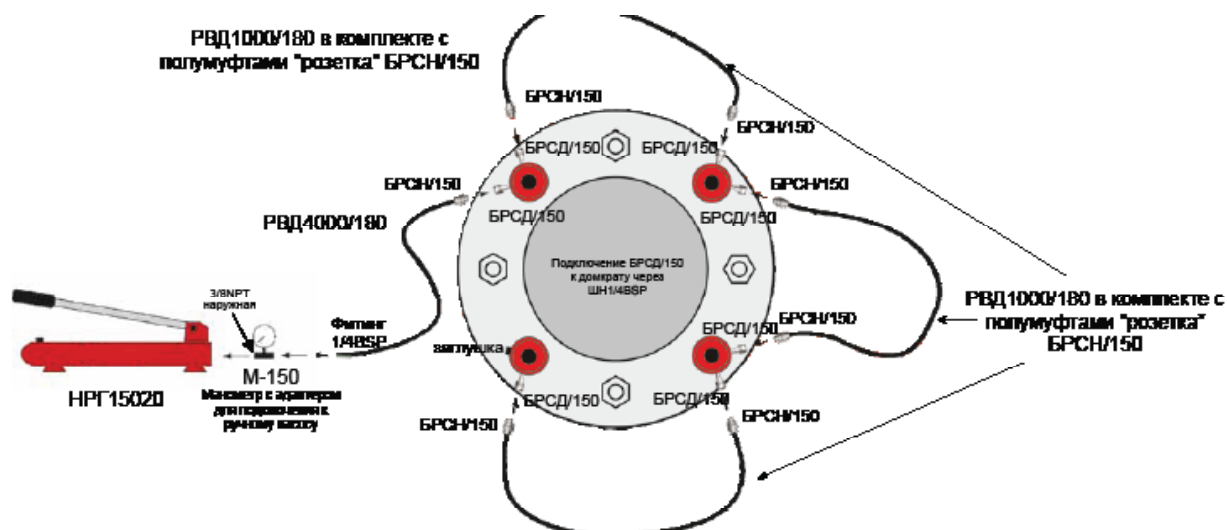 РВД1000/180 в комплекте с
полумуфтами "розетка" БРСН/150
БРСН/150
БРСН/150
БРСД/150
БРСД/150
БРСН/150
БРСН/150
БРСД/150
БРСД/150
РВД4000/180
Подключение БРСД/150
к домкрату через
ШН1/4BSP
3/8NPT
наружная
РВД1000/180 в комплекте с
полумуфтами "розетка"
БРСН/150
Фитинг
1/4BSP
БРСН/150
БРСД/150
заглушка
М-150
НРГ15020
Манометр с адаптером
для подключения к
ручному насосу
БРСД/150
БРСД/150
БРСН/150
БРСН/150